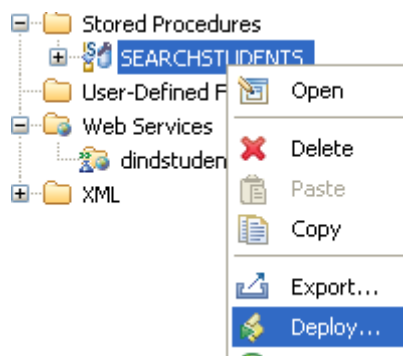 Stored Procedures
SEARCHSTUDENTS
User-Defined F
Open
Web Services
Delete
dindstuden
Paste
XML
Copy
Export...
Deploy...